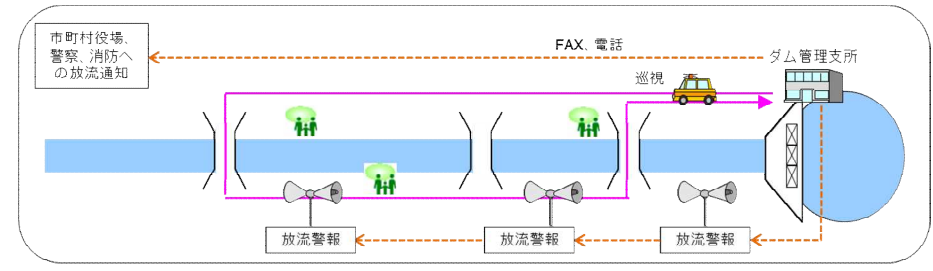 市町村役場、
警察、消防へ
の放流通知
FAX、電話
ダム管理支所
巡視
放流警報
放流警報
放流警報